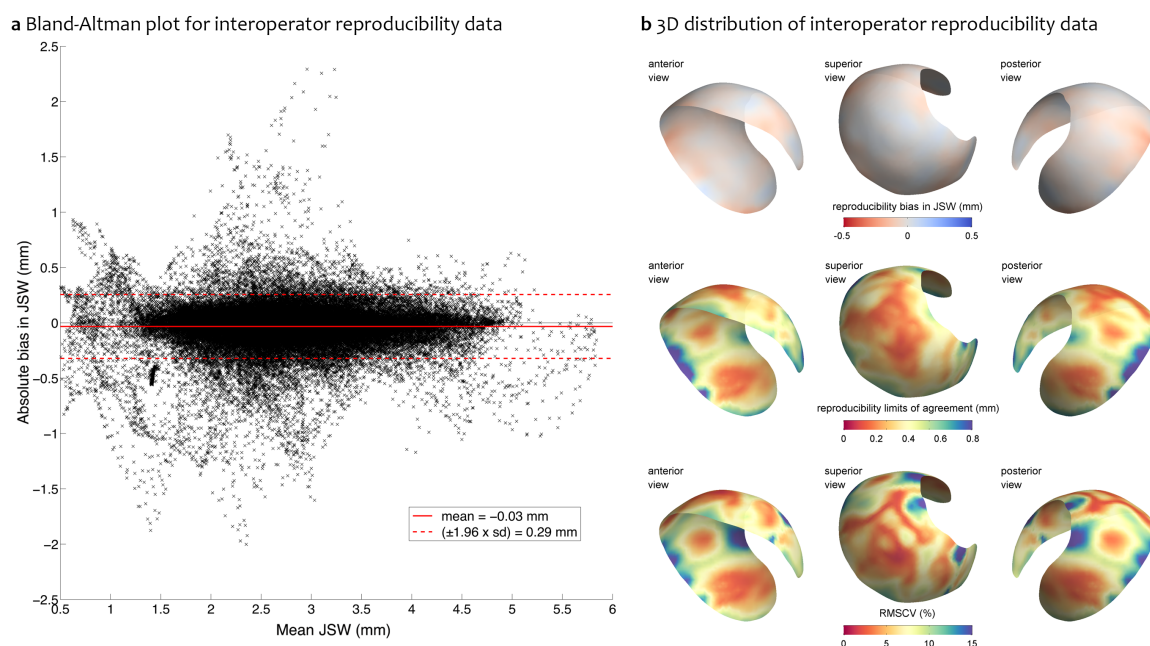 a Bland-Altman plot for interoperator reproducibility data
2.5
2
1.5
1
0.5
0
−0.5
−1
−1.5
−2
−2.5
0.5 1 1.5 2 2.5 3 3.5 4 4.5 5 5.5 6
Absolute bias in JSW (mm)
Mean JSW (mm)
mean = −0.03 mm
(±1.96 x sd) = 0.29 mm
b 3D distribution of interoperator reproducibility data
anterior
view
superior
view
posterior
view
reproducibility bias in JSW (mm)
-0.5 0 0.5
anterior
view
superior
view
posterior
view
reproducibility limits of agreement (mm)
0 0.2 0.4 0.6 0.8
anterior
view
superior
view
posterior
view
RMSCV (%)
0 5 10 15